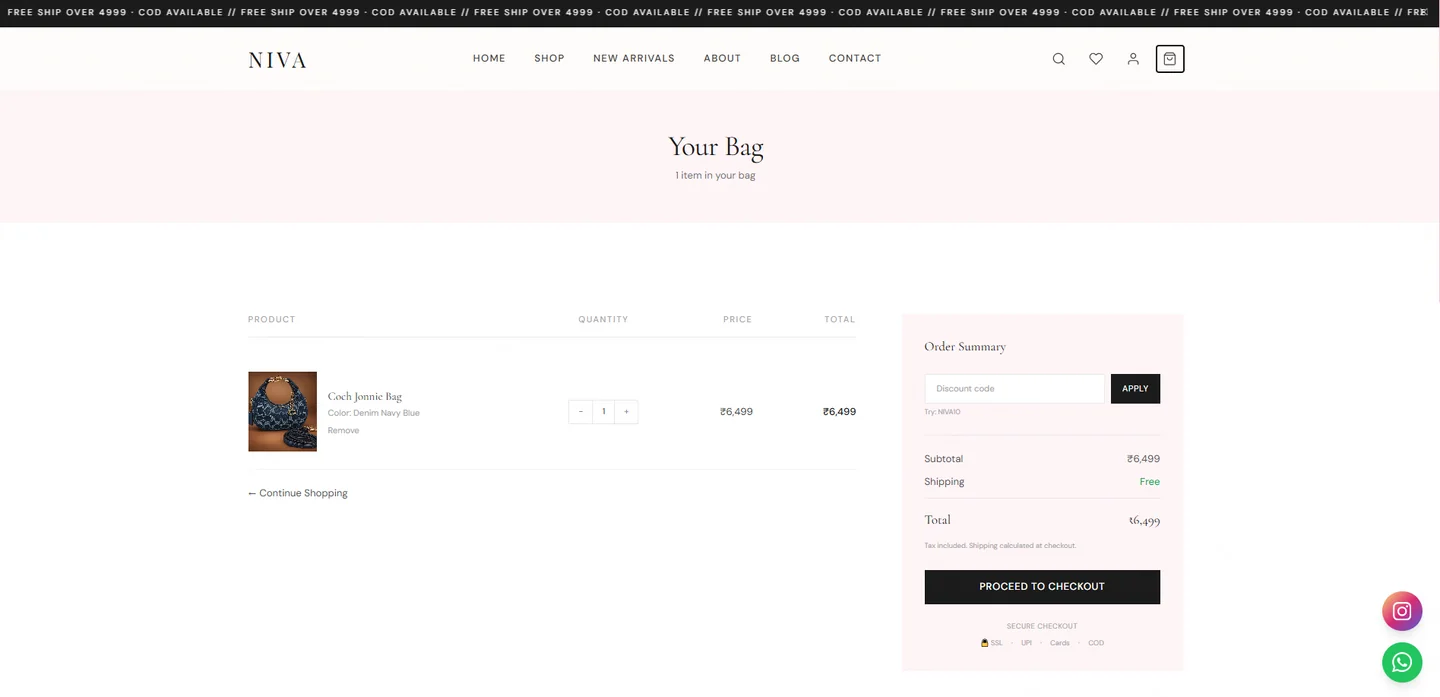 FREE SHIP OVER 4999 - COD AVAILABLE // FREE SHIP OVER 4999 - COD AVAILABLE // FREE SHIP OVER 4999 - COD AVAILABLE // FREE SHIP OVER 4999 - COD AVAILABLE // FREE SHIP OVER 4999 - COD AVAILABLE // FREE SHIP OVER 4999 - COD AVAILABLE //
NIVA
HOME SHOP NEW ARRIVALS ABOUT BLOG CONTACT
Your Bag
1 item in your bag
PRODUCT QUANTITY PRICE TOTAL
Coch Jonnie Bag
Color: Denim Navy Blue
Remove
- 1 + ₹6,499 ₹6,499
← Continue Shopping
Order Summary
Discount code APPLY
Try: NIVA10
Subtotal ₹6,499
Shipping Free
Total ₹6,499
Tax included. Shipping calculated at checkout.
PROCEED TO CHECKOUT
SECURE CHECKOUT
SSL · UPI · Cards · COD